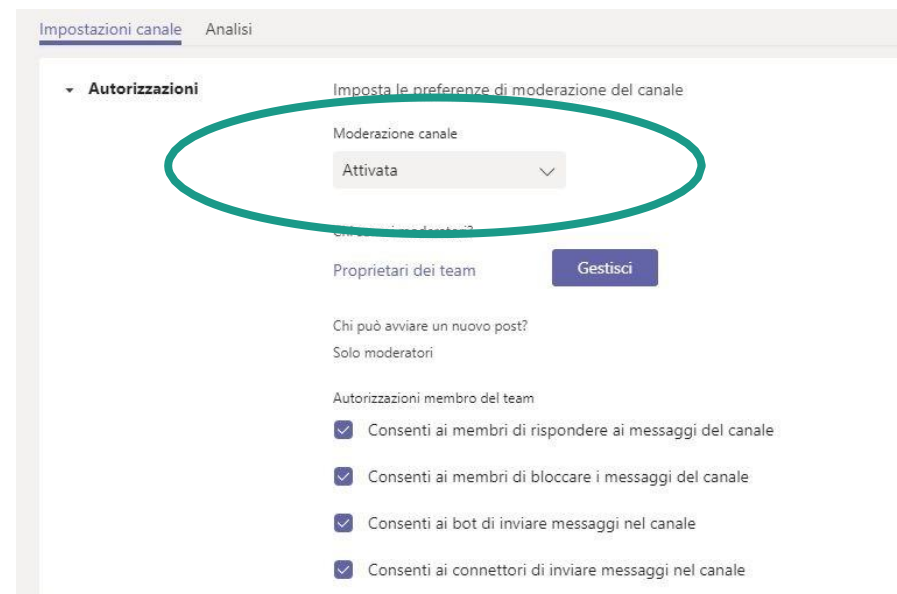 Impostazioni canale Analisi
Autorizzazioni
Imposta le preferenze di moderazione del canale
Moderazione canale
Attivata
Proprietari dei team
Gestisci
Chi può avviare un nuovo post?
Solo moderatori
Autorizzazioni membro del team
Consenti ai membri di rispondere ai messaggi del canale
Consenti ai membri di bloccare i messaggi del canale
Consenti ai bot di inviare messaggi nel canale
Consenti ai connettori di inviare messaggi nel canale